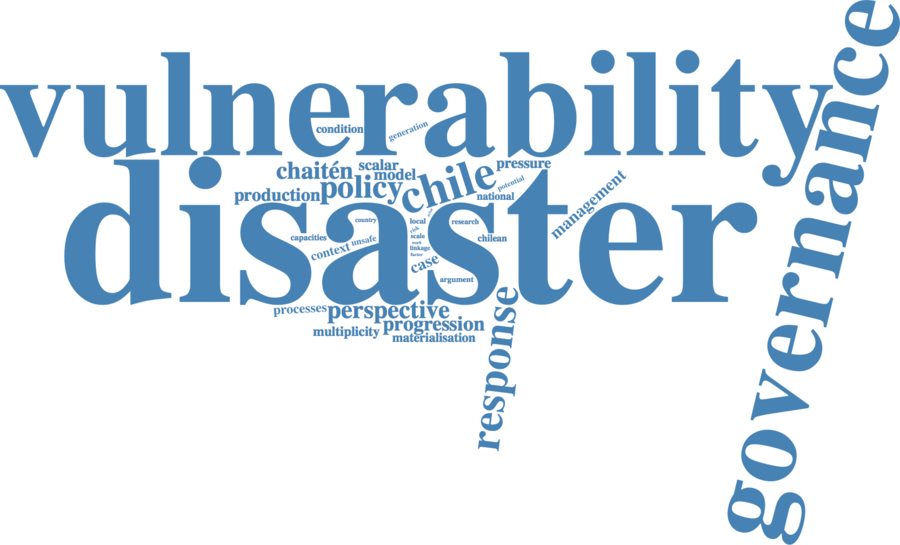 vulnerability
governance
condition
generation
disaster
chaitén
scalar
model
pressure
production
policy
chile
potential
national
management
country
local
research
risk
capacities
context
unsafe
scale
chilean
linkage
factor
case
argument
processes
perspective
progression
multiplicity
materialisation
response